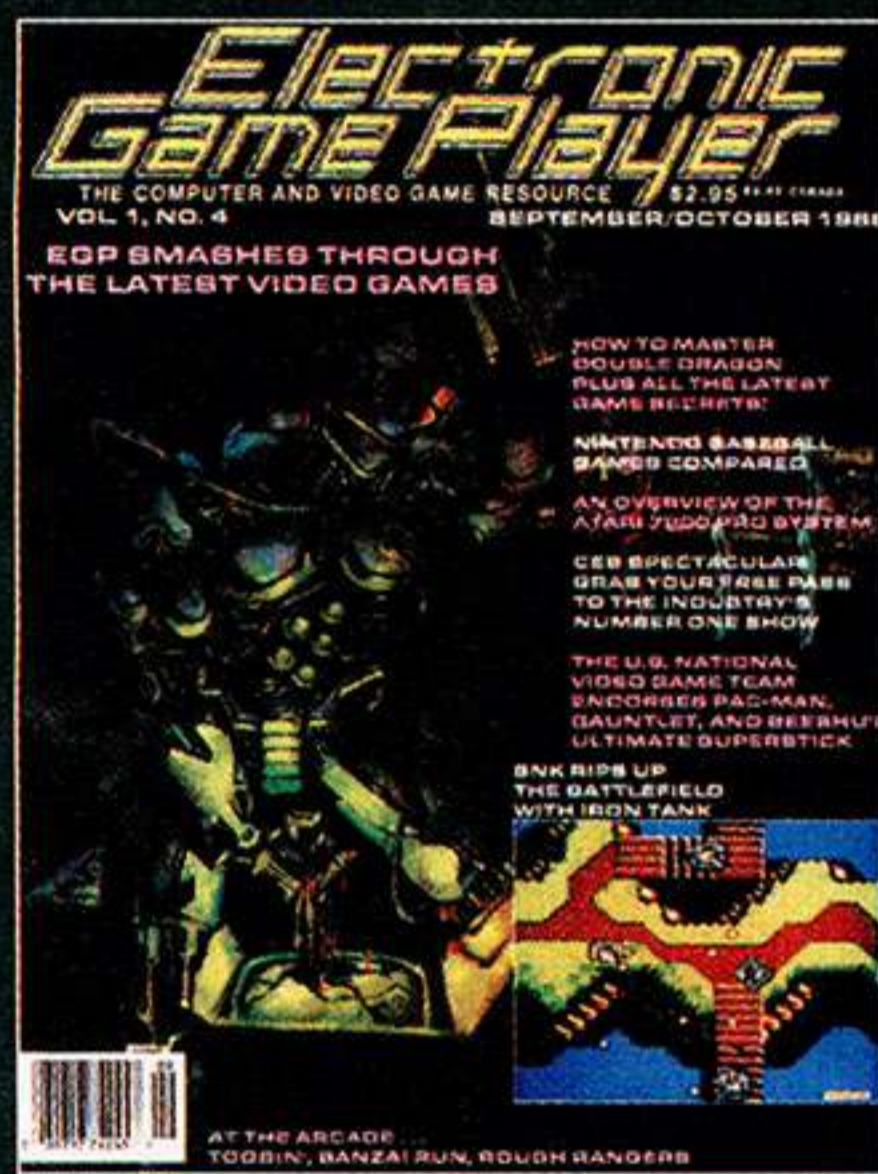 Electronic
Game Player
THE COMPUTER AND VIDEO GAME RESOURCE $2.95 CANADA
VOL 1, NO. 4 SEPTEMBER/OCTOBER
EGP SMASHES THROUGH
THE LATEST VIDEO GAMES
HOW TO MASTER
DOUBLE DRAGON
PLUS ALL THE LATEST
GAME SECRETS!
NINTENDO BASEBALL
GAMES COMPARED
AN OVERVIEW OF THE
ATARI 7800 PRO SYSTEM
CES SPECTACULAR
GRAB YOUR FREE PASS
TO THE INDUSTRY'S
NUMBER ONE SHOW
THE U.S. NATIONAL
VIDEO GAME TEAM
ENDORSES PAC-MAN,
GAUNTLET, AND BEESHU'S
ULTIMATE SUPERSTICK
SNK RIPS UP
THE BATTLEFIELD
WITH IRON TANK
AT THE ARCADE...
TOOBIN', BANZAI RUN, ROUGH RANGERS